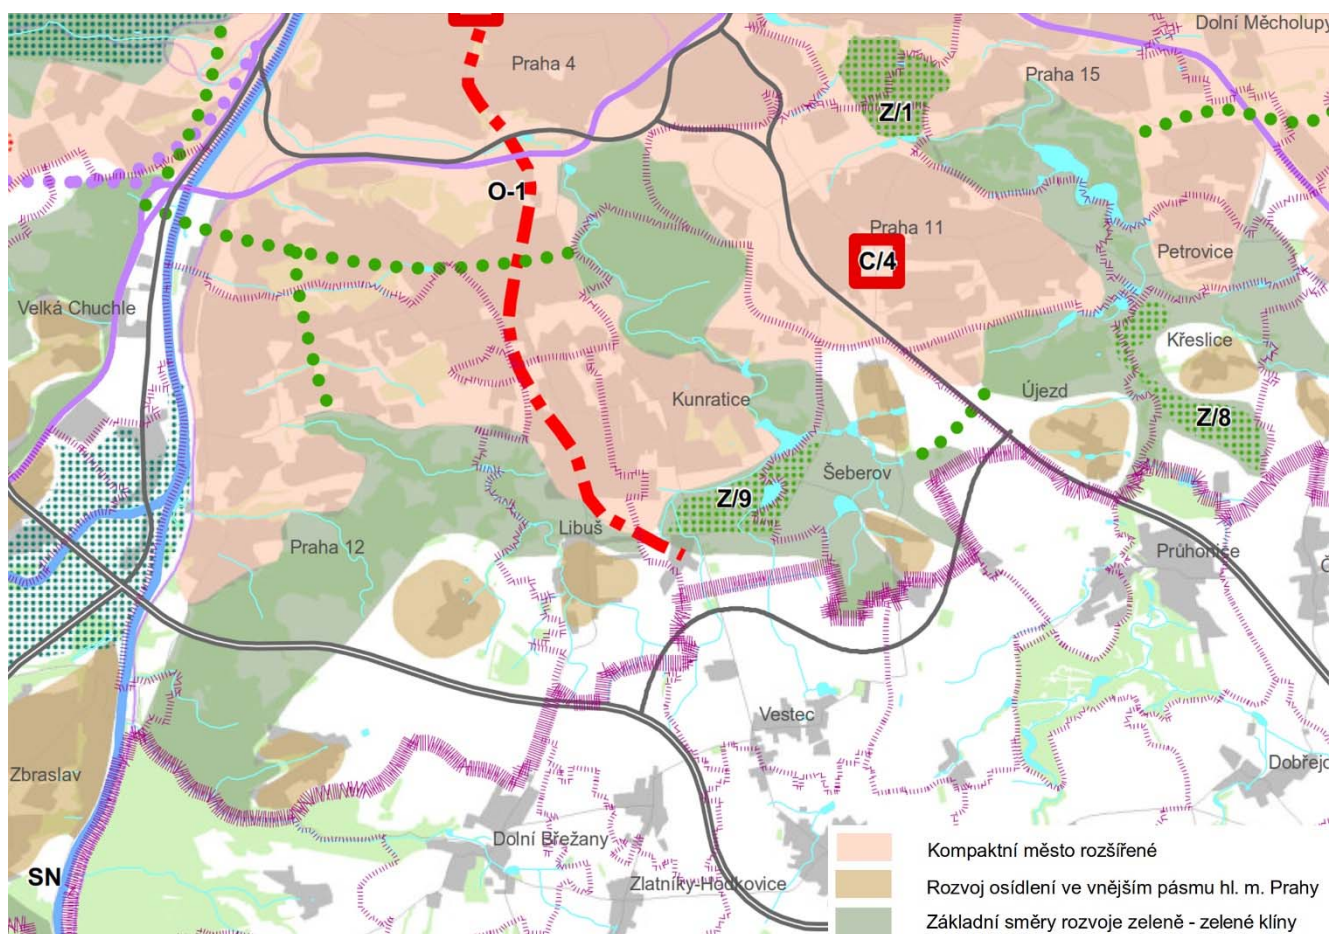 Dolní Měcholupy
Praha 4
Praha 15
Z/1
O-1
Praha 11
C/4
Petrovice
Velká Chuchle
Křeslice
Újezd
Kunratice
Z/8
Šeberov
Z/9
Libuš
Praha 12
Průhonice
Č
Vestec
Zbraslav
Dobřejo
Dolní Břežany
SN
Zlatníky-Hodkovice
Kompaktní město rozšířené
Rozvoj osídlení ve vnějším pásmu hl. m. Prahy
Základní směry rozvoje zeleně - zelené klíny